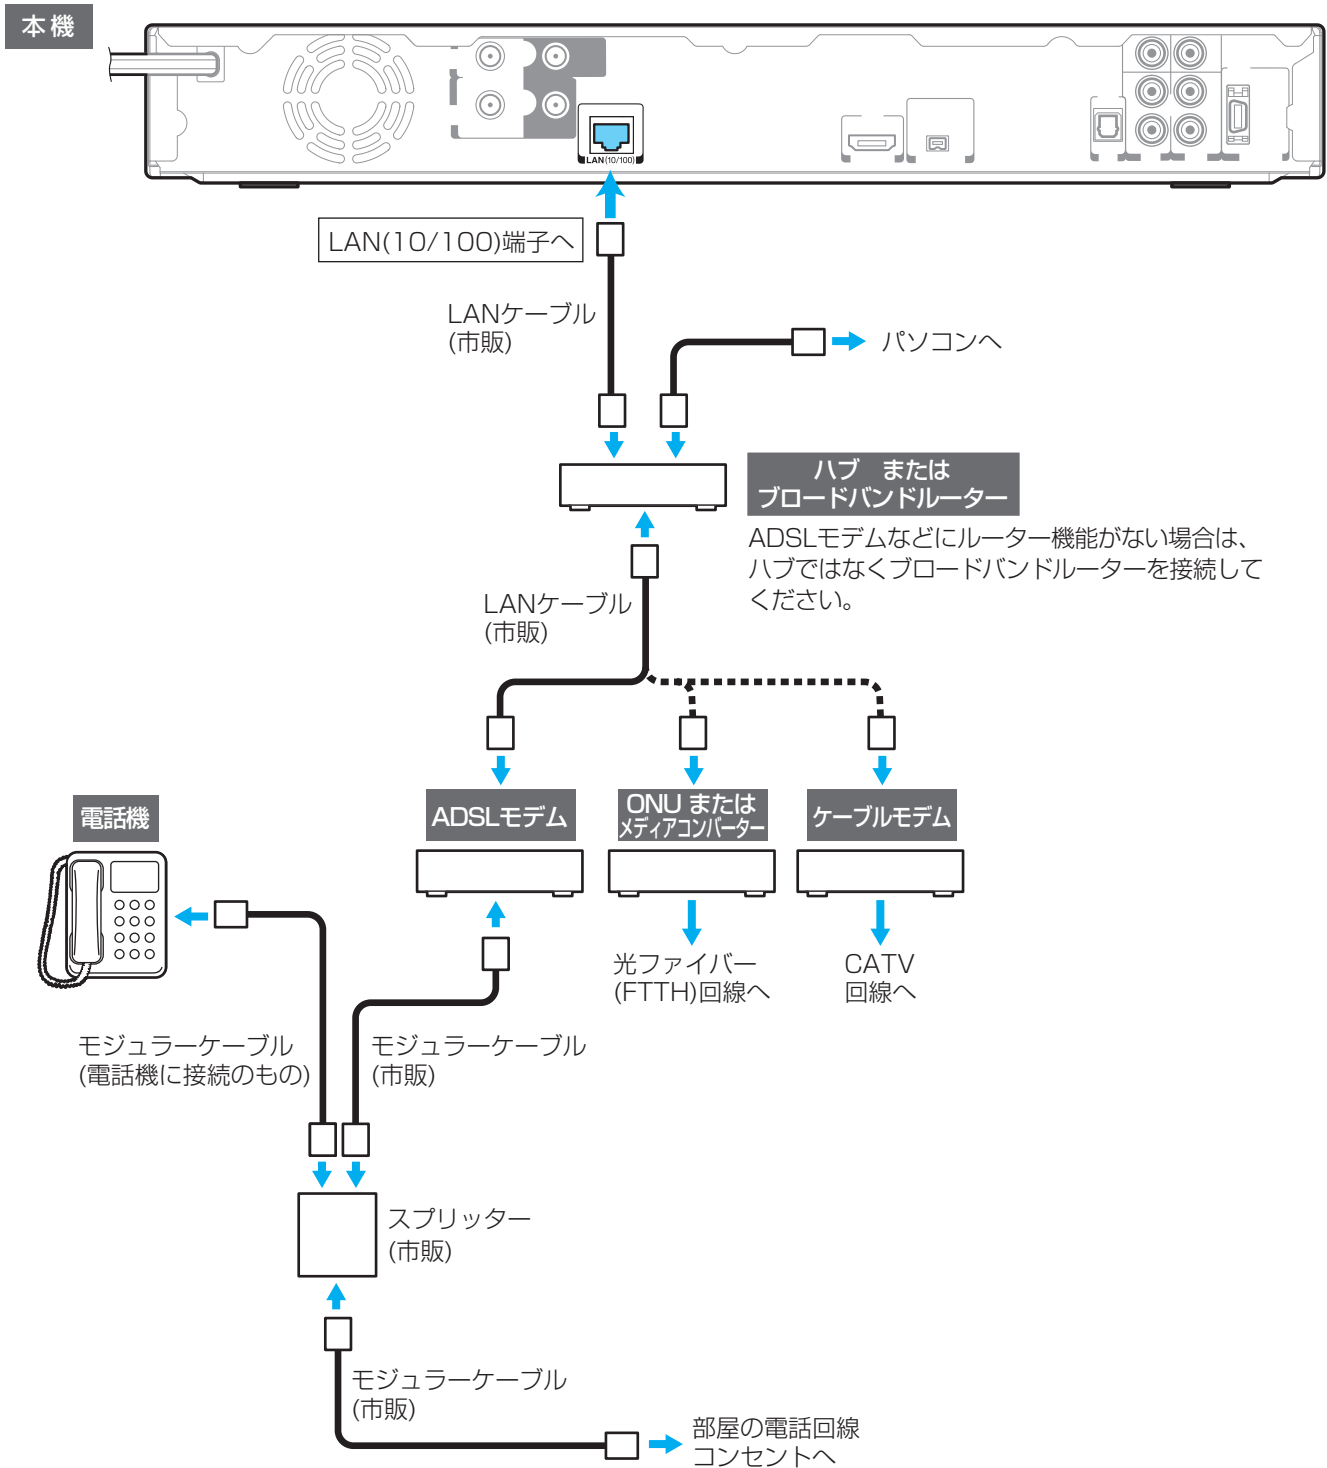 本機
LAN(10/100)
LAN(10/100)端子へ
LANケーブル
(市販)
パソコンへ
ハブ　または
ブロードバンドルーター
ADSLモデムなどにルーター機能がない場合は、
ハブではなくブロードバンドルーターを接続して
ください。
LANケーブル
(市販)
電話機
ADSLモデム
ONU または
メディアコンバーター
ケーブルモデム
光ファイバー
(FTTH)回線へ
CATV
回線へ
モジュラーケーブル
(電話機に接続のもの)
モジュラーケーブル
(市販)
スプリッター
(市販)
モジュラーケーブル
(市販)
部屋の電話回線
コンセントへ